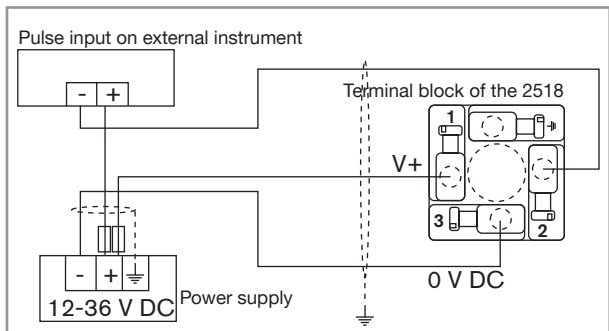 Pulse input on external instrument
- +
Terminal block of the 2518
1
V+
3
2
0 V DC
- +
12-36 V DC
Power supply